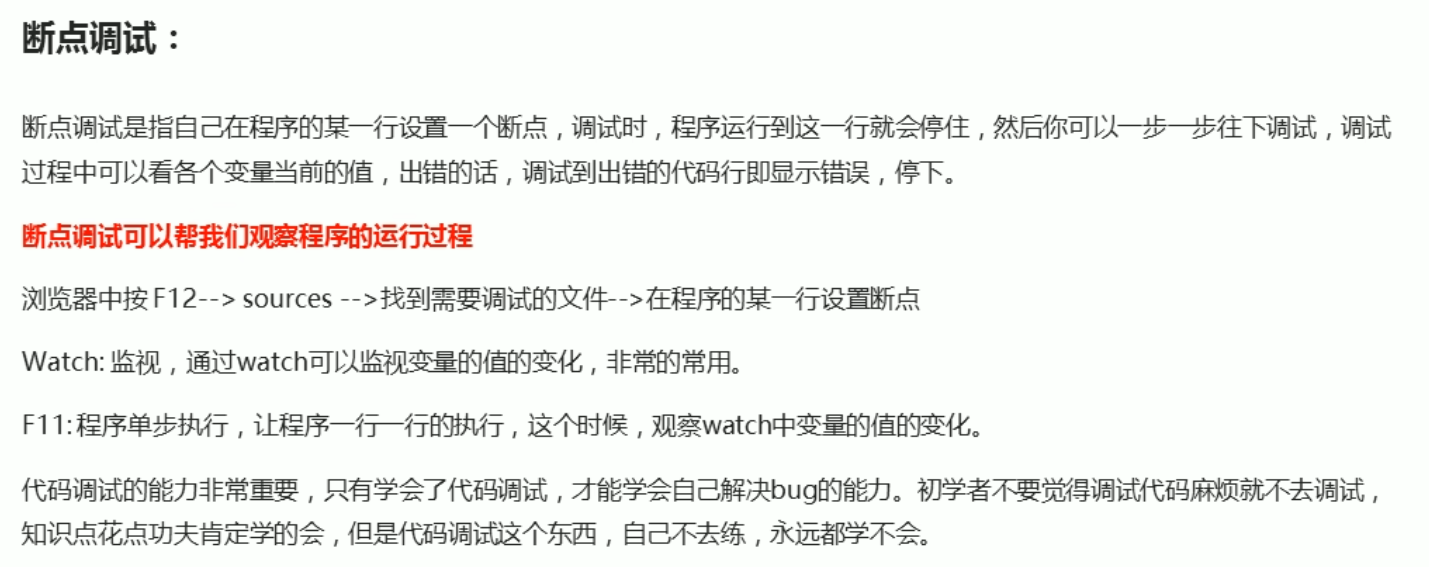 断点调试：
断点调试是指自己在程序的某一行设置一个断点，调试时，程序运行到这一行就会停住，然后你可以一步一步往下调试，调试
过程中可以看各个变量当前的值，出错的话，调试到出错的代码行即显示错误，停下。
断点调试可以帮我们观察程序的运行过程
浏览器中按 F12--> sources -->找到需要调试的文件-->在程序的某一行设置断点
Watch: 监视，通过watch可以监视变量的值的变化，非常的常用。
F11: 程序单步执行，让程序一行一行的执行，这个时候，观察watch中变量的值的变化。
代码调试的能力非常重要，只有学会了代码调试，才能学会自己解决bug的能力。初学者不要觉得调试代码麻烦就不去调试，
知识点花点功夫肯定学的会，但是代码调试这个东西，自己不去练，永远都学不会。